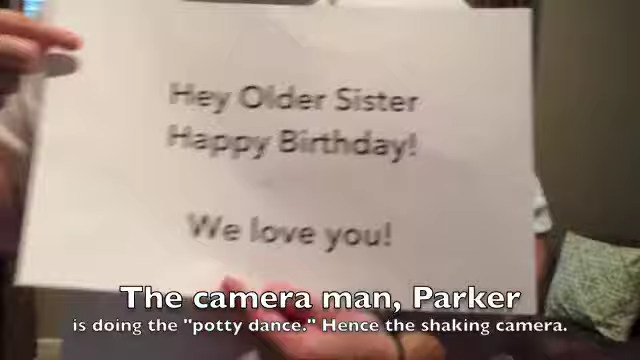 Hey Older Sister
Happy Birthday!
We love you!
The camera man, Parker
is doing the "potty dance." Hence the shaking camera.